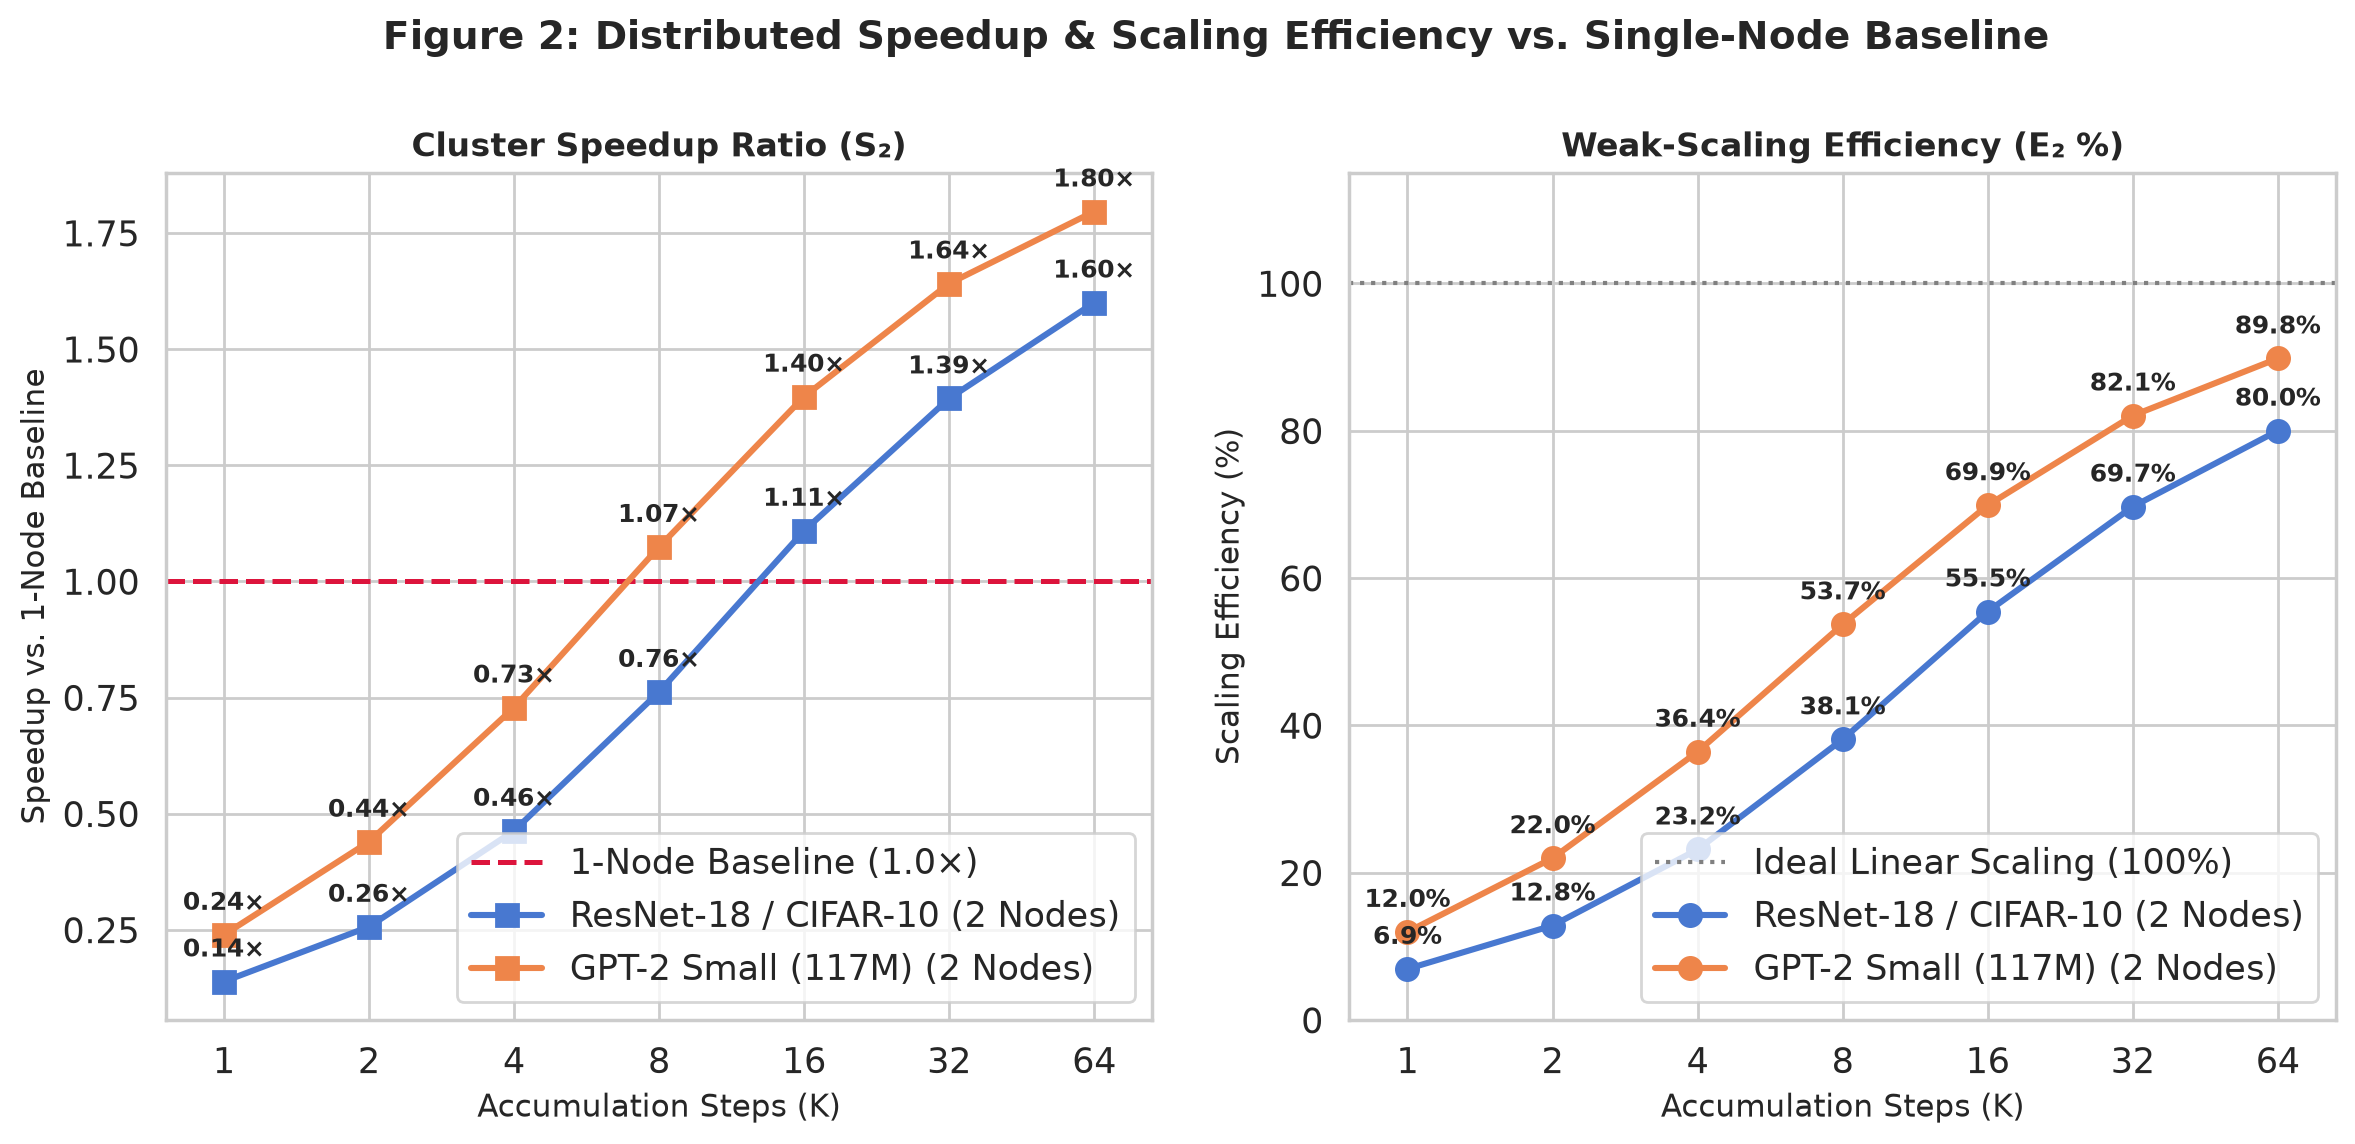 Figure 2: Distributed Speedup & Scaling Efficiency vs. Single-Node Baseline
Cluster Speedup Ratio (S₂)
Speedup vs. 1-Node Baseline
1.75
1.50
1.25
1.00
0.75
0.50
0.25
1.80×
1.64×
1.60×
1.40×
1.39×
1.07×
1.11×
0.73×
0.76×
0.44×
0.46×
0.24×
0.26×
0.14×
1-Node Baseline (1.0×)
ResNet-18 / CIFAR-10 (2 Nodes)
GPT-2 Small (117M) (2 Nodes)
1 2 4 8 16 32 64
Accumulation Steps (K)
Weak-Scaling Efficiency (E₂ %)
Scaling Efficiency (%)
100
80
60
40
20
0
89.8%
82.1%
80.0%
69.9%
69.7%
53.7%
55.5%
36.4%
38.1%
22.0%
23.2%
12.0%
12.8%
6.9%
Ideal Linear Scaling (100%)
ResNet-18 / CIFAR-10 (2 Nodes)
GPT-2 Small (117M) (2 Nodes)
1 2 4 8 16 32 64
Accumulation Steps (K)